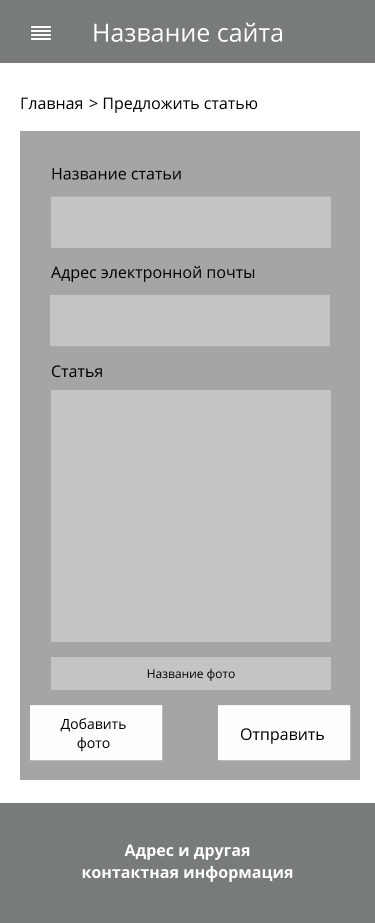 Название сайта
Главная > Предложить статью
Название статьи
Адрес электронной почты
Статья
Название фото
Добавить
фото
Отправить
Адрес и другая
контактная информация